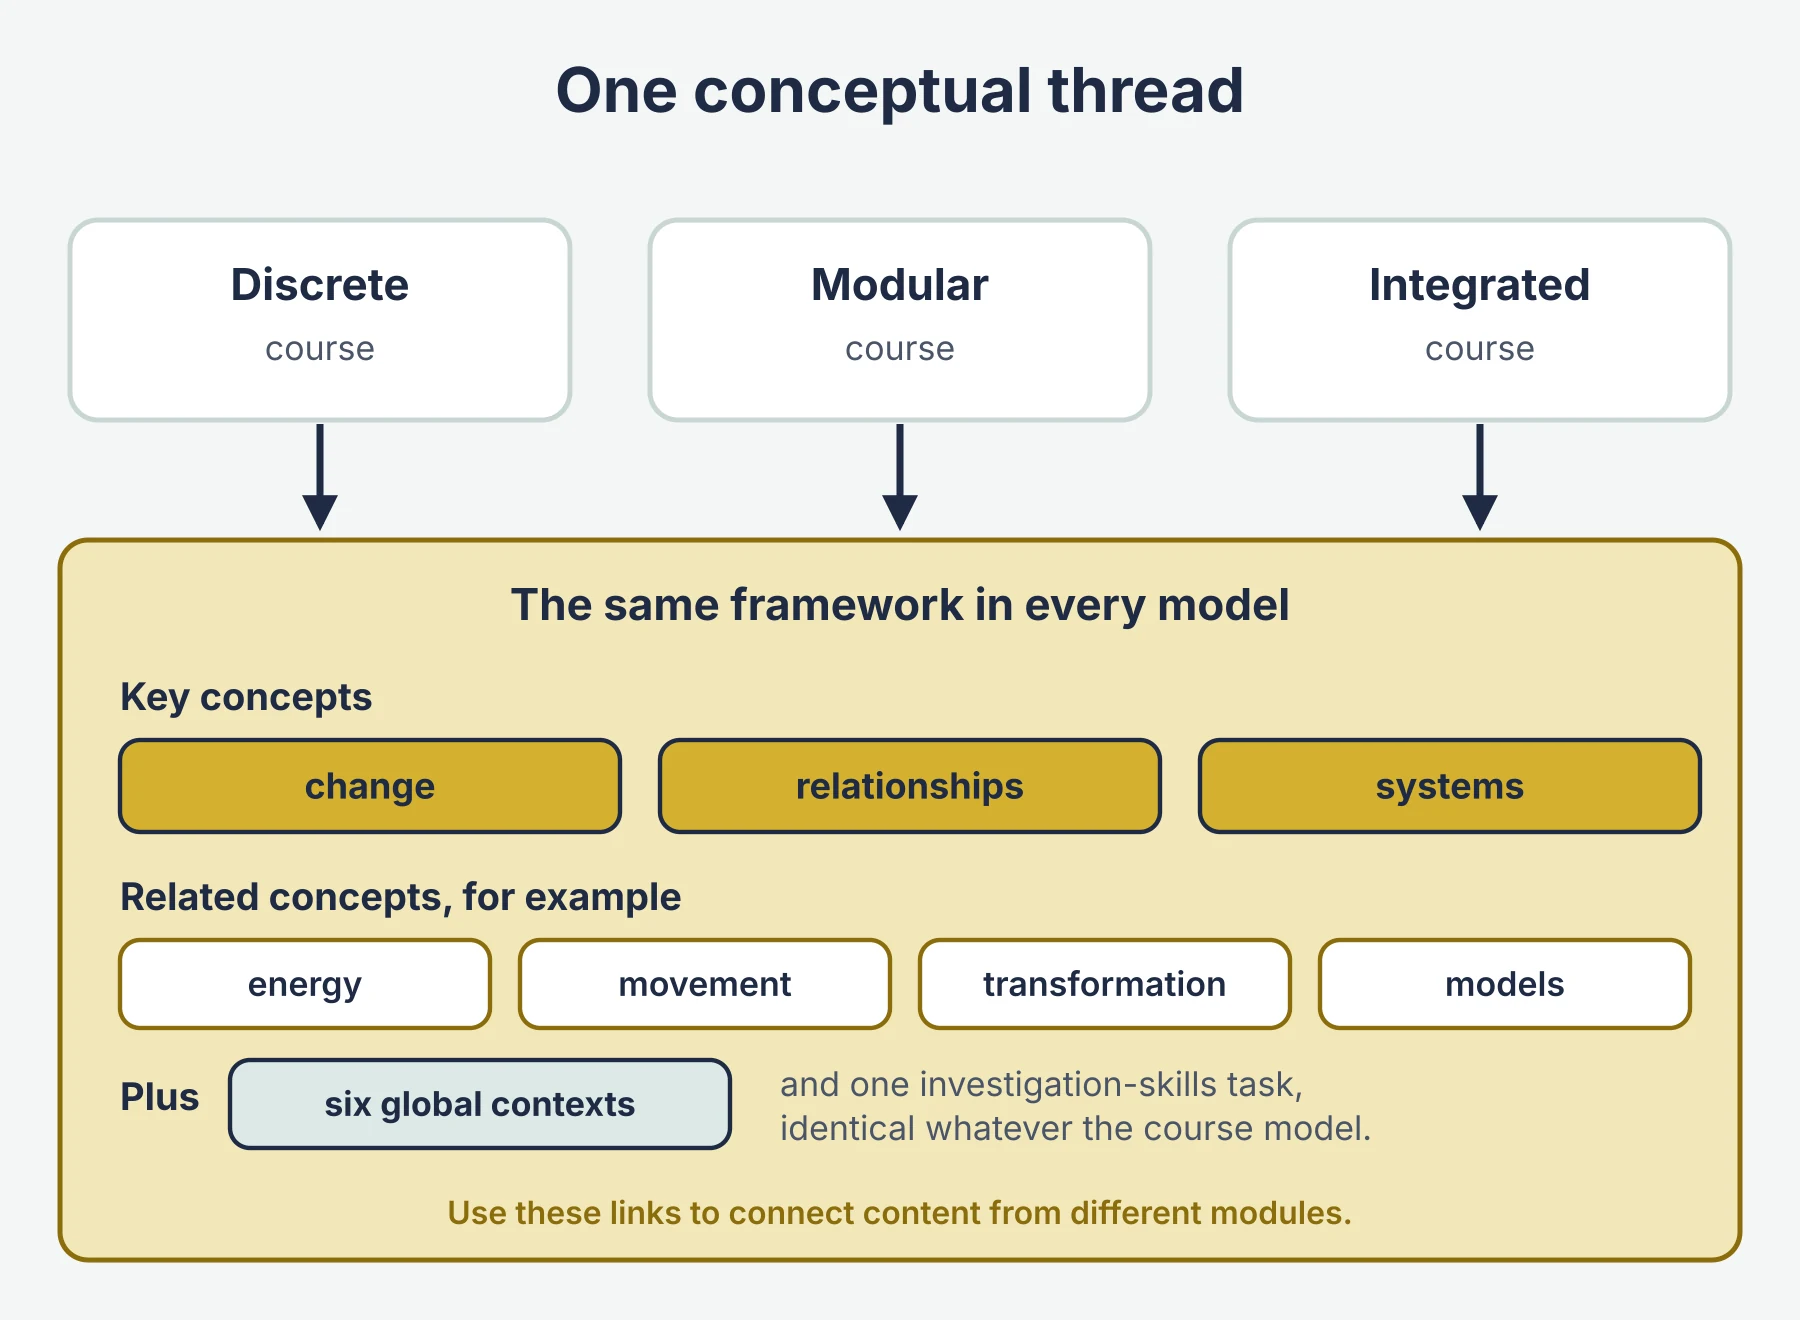 One conceptual thread
Discrete
course
Modular
course
Integrated
course
The same framework in every model
Key concepts
change
relationships
systems
Related concepts, for example
energy
movement
transformation
models
Plus
six global contexts
and one investigation-skills task,
identical whatever the course model.
Use these links to connect content from different modules.